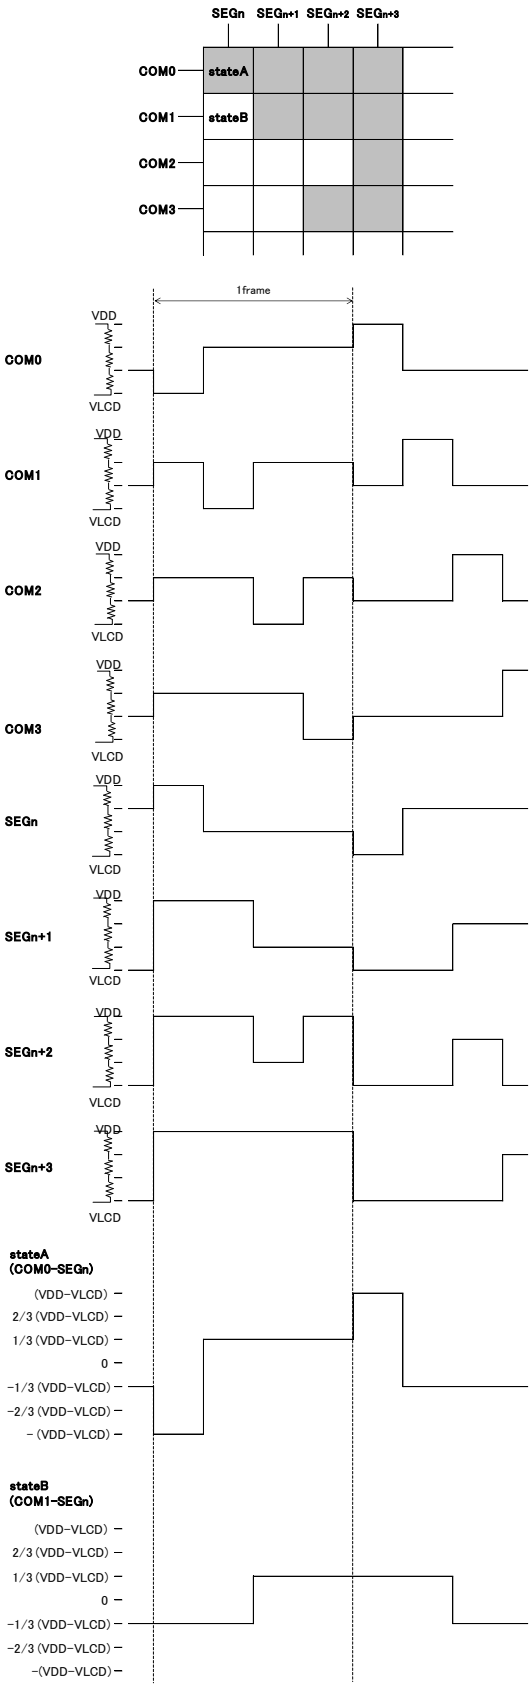 SEGn SEGn+1 SEGn+2 SEGn+3
COM0 stateA
COM1 stateB
COM2
COM3
1frame
VDD
COM0
VLCD
VDD
COM1
VLCD
VDD
COM2
VLCD
VDD
COM3
VLCD
VDD
SEGn
VLCD
VDD
SEGn+1
VLCD
VDD
SEGn+2
VLCD
VDD
SEGn+3
VLCD
stateA
(COM0-SEGn)
(VDD-VLCD)
2/3(VDD-VLCD)
1/3(VDD-VLCD)
0
-1/3(VDD-VLCD)
-2/3(VDD-VLCD)
-(VDD-VLCD)
stateB
(COM1-SEGn)
(VDD-VLCD)
2/3(VDD-VLCD)
1/3(VDD-VLCD)
0
-1/3(VDD-VLCD)
-2/3(VDD-VLCD)
-(VDD-VLCD)